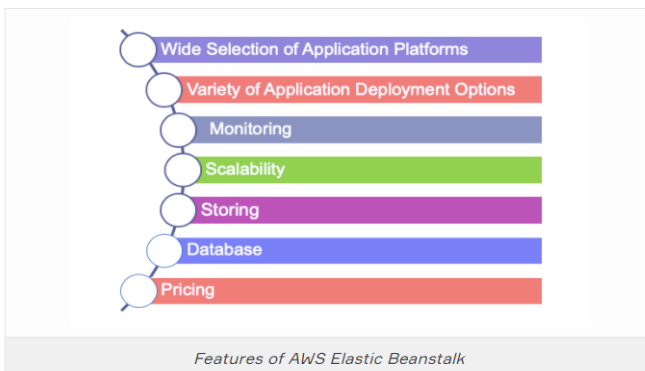 Wide Selection of Application Platforms
Variety of Application Deployment Options
Monitoring
Scalability
Storing
Database
Pricing
Features of AWS Elastic Beanstalk